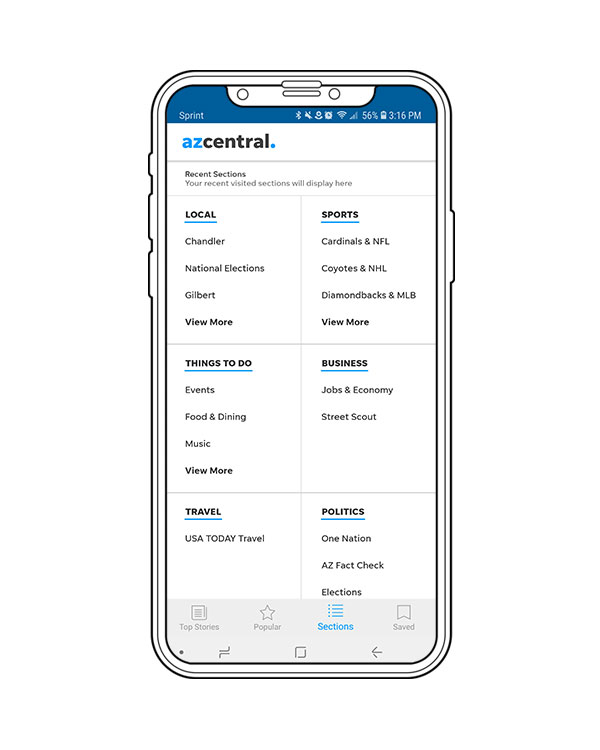 Sprint 56% 3:16 PM
azcentral.
Recent Sections
Your recent visited sections will display here
LOCAL
Chandler
National Elections
Gilbert
View More
SPORTS
Cardinals & NFL
Coyotes & NHL
Diamondbacks & MLB
View More
THINGS TO DO
Events
Food & Dining
Music
View More
BUSINESS
Jobs & Economy
Street Scout
TRAVEL
USA TODAY Travel
POLITICS
One Nation
AZ Fact Check
Elections
Top Stories Popular Sections Saved